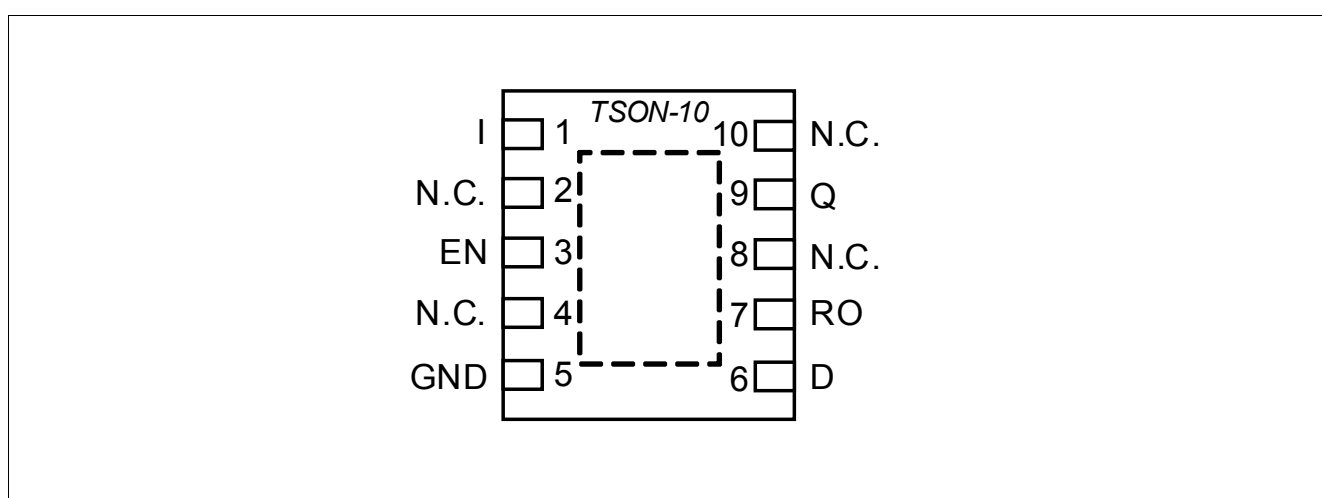 TSON-10
I 1 10 N.C.
N.C. 2 9 Q
EN 3 8 N.C.
N.C. 4 7 RO
GND 5 6 D